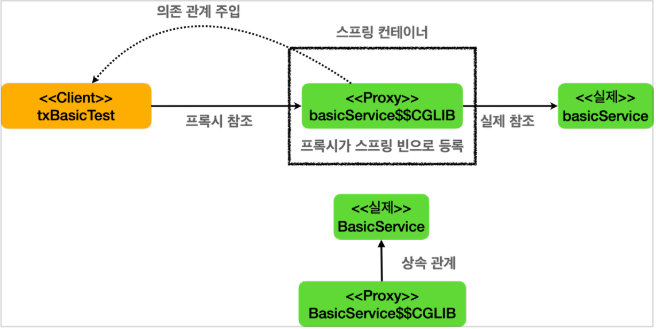 의존 관계 주입
스프링 컨테이너
<<Client>>
txBasicTest
프록시 참조
<<Proxy>>
basicService$$CGLIB
프록시가 스프링 빈으로 등록
실제 참조
<<실제>>
basicService
<<실제>>
BasicService
상속 관계
<<Proxy>>
BasicService$$CGLIB